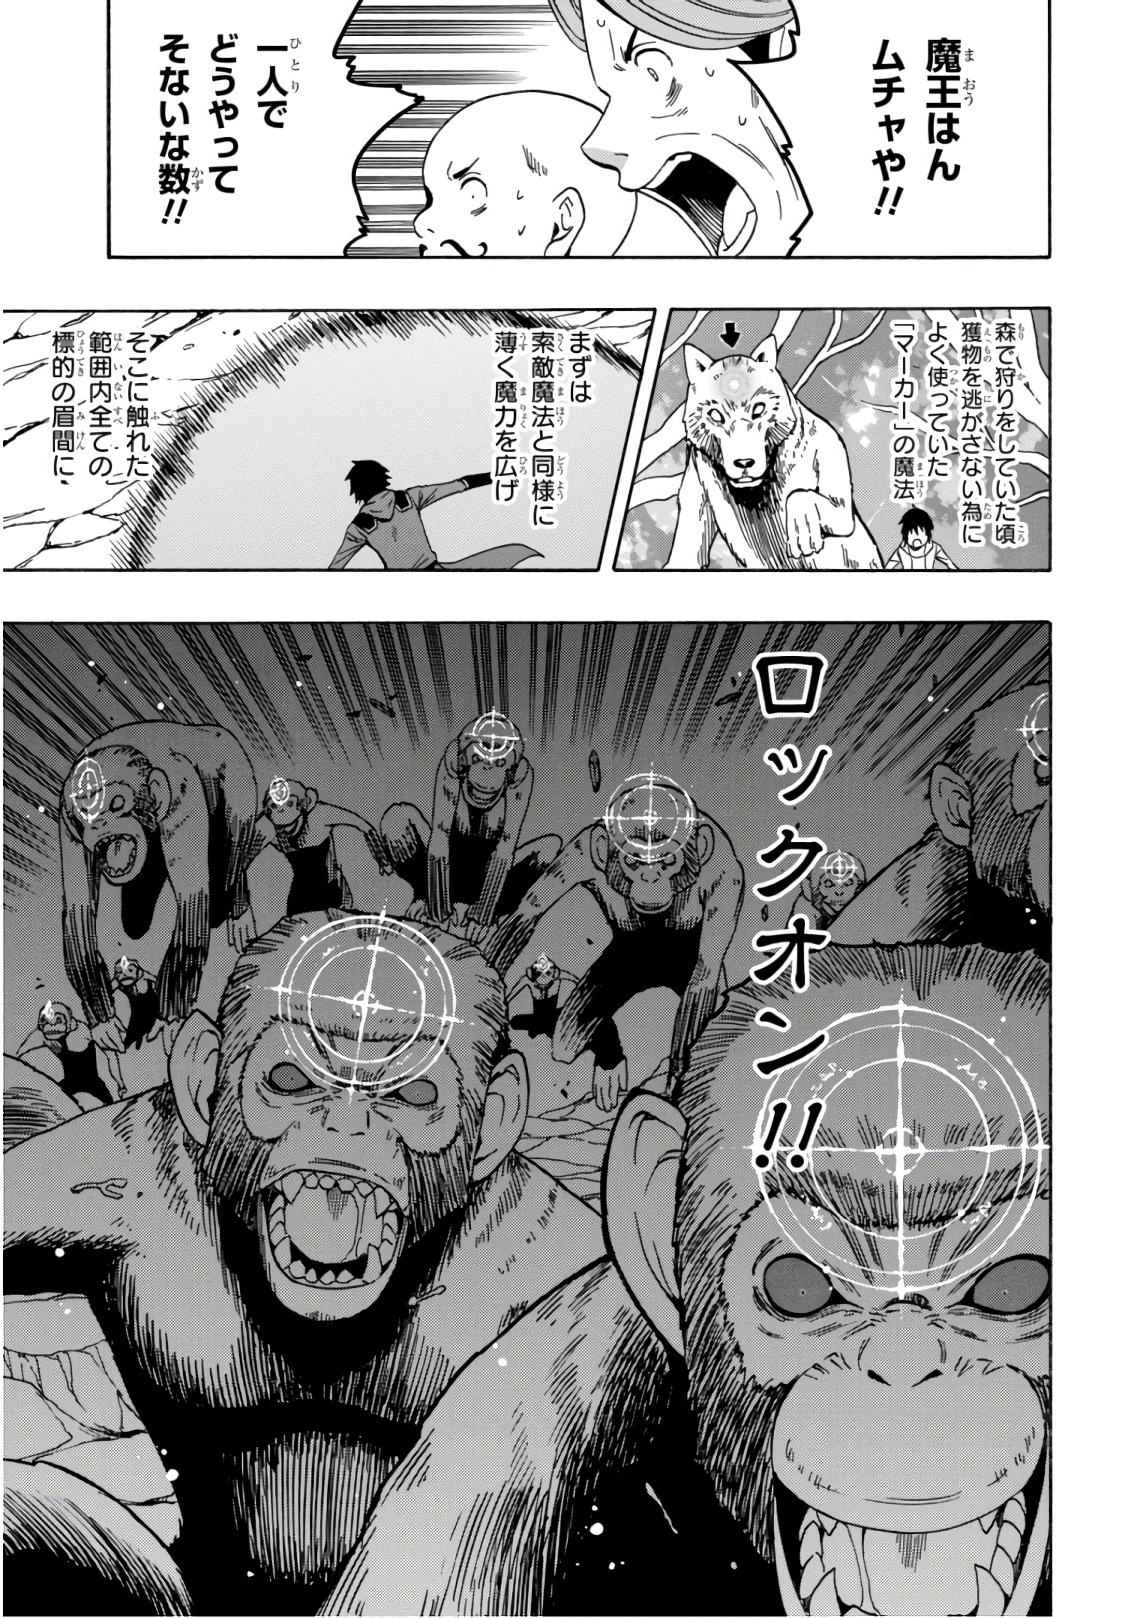 魔王はん
ムチャや!!
一人で
どうやって
そないな数!!
森で狩りをしていた頃
獲物を逃がさない為に
よく使っていた
「マーカー」の魔法
まずは
索敵魔法と同様に
薄く魔力を広げ
そこに触れた
範囲内全ての
標的の眉間に、
ロックオン!!